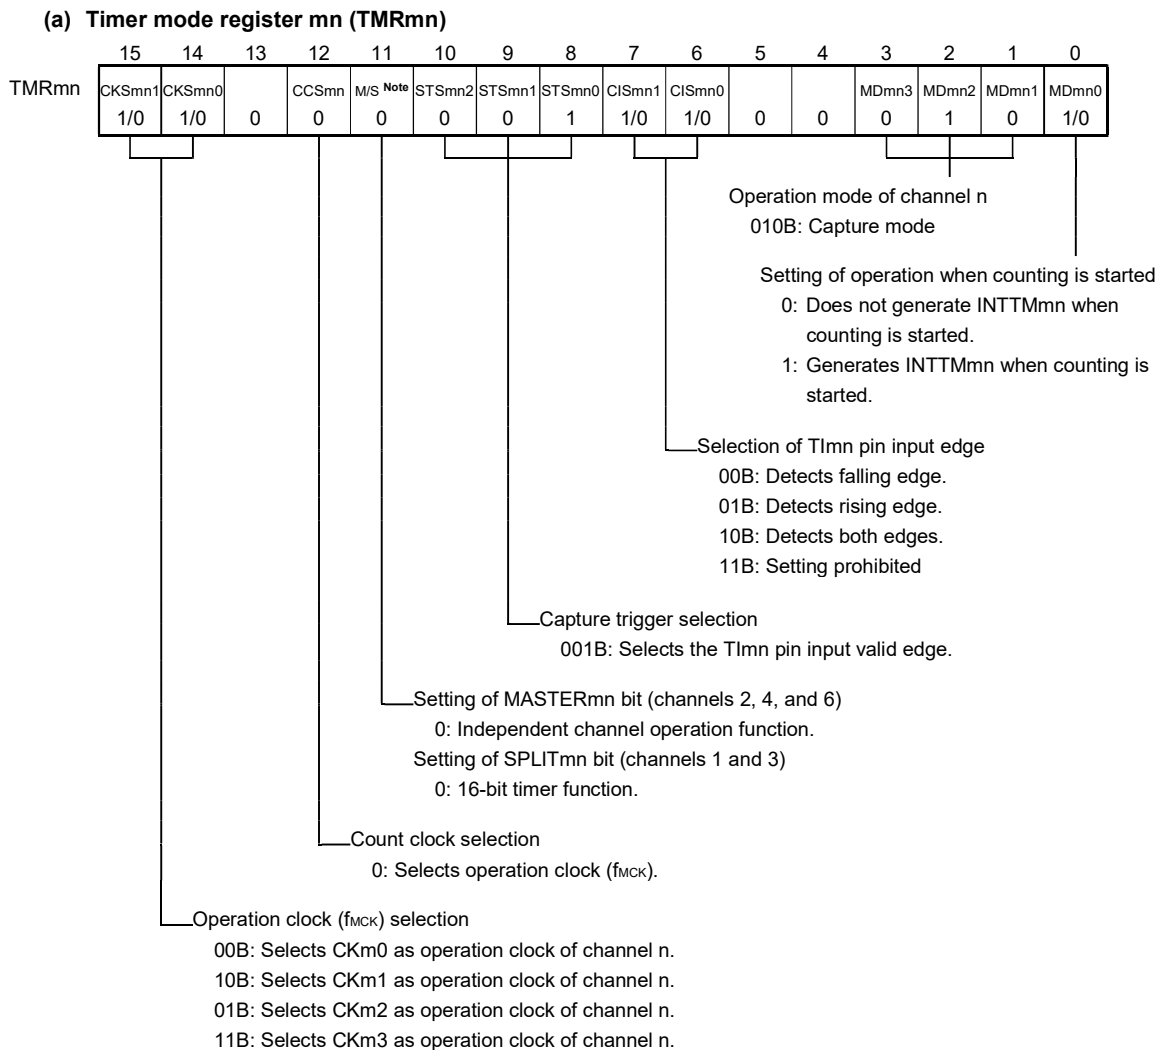 (a) Timer mode register mn (TMRmn)
15 14 13 12 11 10 9 8 7 6 5 4 3 2 1 0
TMRmn CKSmn1 CKSmn0 CCSmn M/S Note STSmn2 STSmn1 STSmn0 CISmn1 CISmn0 MDmn3 MDmn2 MDmn1 MDmn0
1/0 1/0 0 0 0 0 0 1 1/0 1/0 0 0 0 1 0 1/0
Operation mode of channel n
010B: Capture mode
Setting of operation when counting is started
0: Does not generate INTTMmn when
counting is started.
1: Generates INTTMmn when counting is
started.
Selection of TImn pin input edge
00B: Detects falling edge.
01B: Detects rising edge.
10B: Detects both edges.
11B: Setting prohibited
Capture trigger selection
001B: Selects the TImn pin input valid edge.
Setting of MASTERmn bit (channels 2, 4, and 6)
0: Independent channel operation function.
Setting of SPLITmn bit (channels 1 and 3)
0: 16-bit timer function.
Count clock selection
0: Selects operation clock (fMCK).
Operation clock (fMCK) selection
00B: Selects CKm0 as operation clock of channel n.
10B: Selects CKm1 as operation clock of channel n.
01B: Selects CKm2 as operation clock of channel n.
11B: Selects CKm3 as operation clock of channel n.